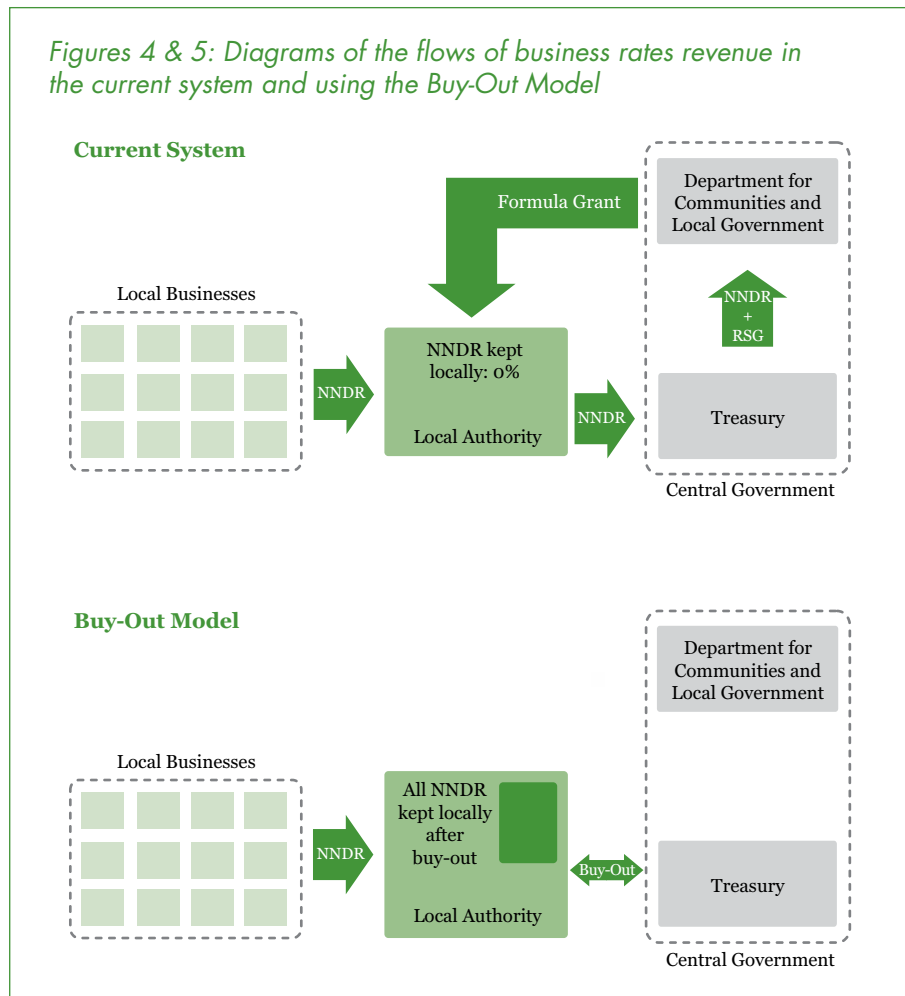 Figures 4 & 5: Diagrams of the flows of business rates revenue in
the current system and using the Buy-Out Model
Current System
Department for
Communities and
Local Government
Formula Grant
NNDR
+
RSG
Local Businesses
NNDR
NNDR kept
locally: 0%
Local Authority
NNDR
Treasury
Central Government
Buy-Out Model
Department for
Communities and
Local Government
Local Businesses
NNDR
All NNDR
kept locally
after
buy-out
Local Authority
Buy-Out
Treasury
Central Government